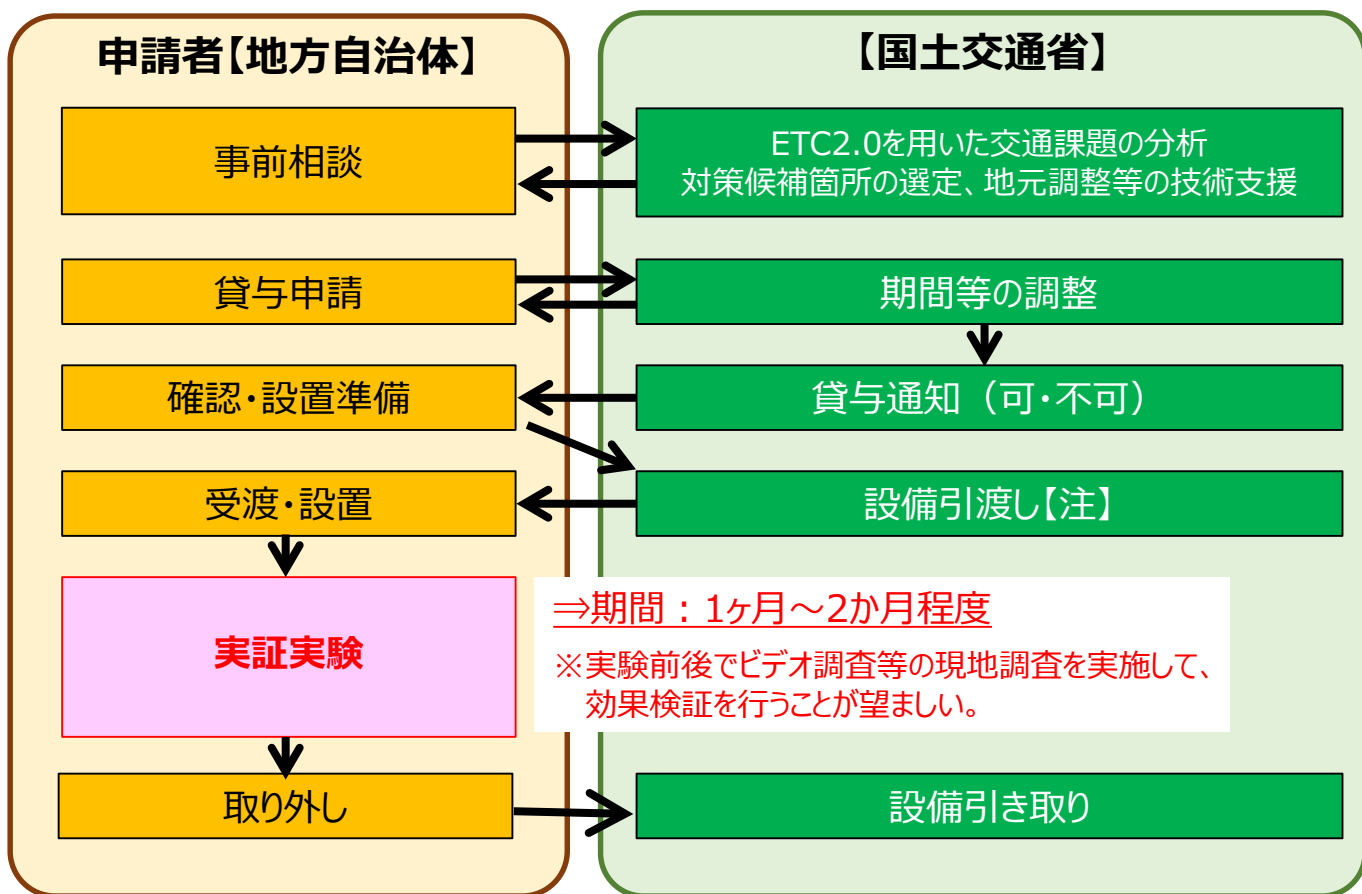 申請者【地方自治体】
【国土交通省】
事前相談
ETC2.0を用いた交通課題の分析
対策候補箇所の選定、地元調整等の技術支援
貸与申請
期間等の調整
確認・設置準備
貸与通知（可・不可）
受渡・設置
設備引渡し【注】
実証実験
⇒期間：1ヶ月～2か月程度
※実験前後でビデオ調査等の現地調査を実施して、
効果検証を行うことが望ましい。
取り外し
設備引き取り